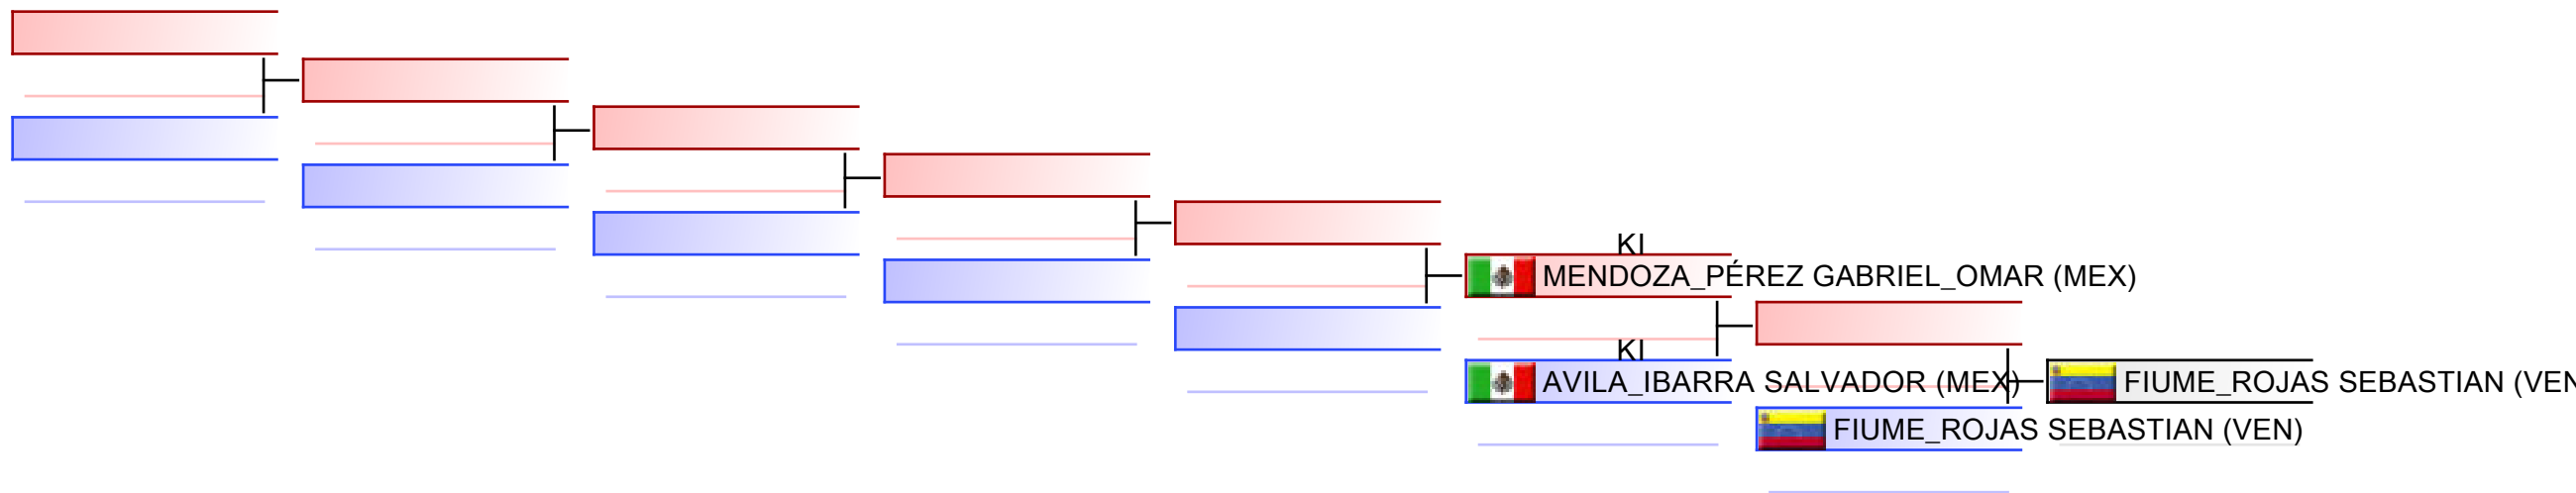 KI
MENDOZA_PÉREZ GABRIEL_OMAR (MEX)
KI
AVILA_IBARRA SALVADOR (MEX)
FIUME_ROJAS SEBASTIAN (VEN
FIUME_ROJAS SEBASTIAN (VEN)